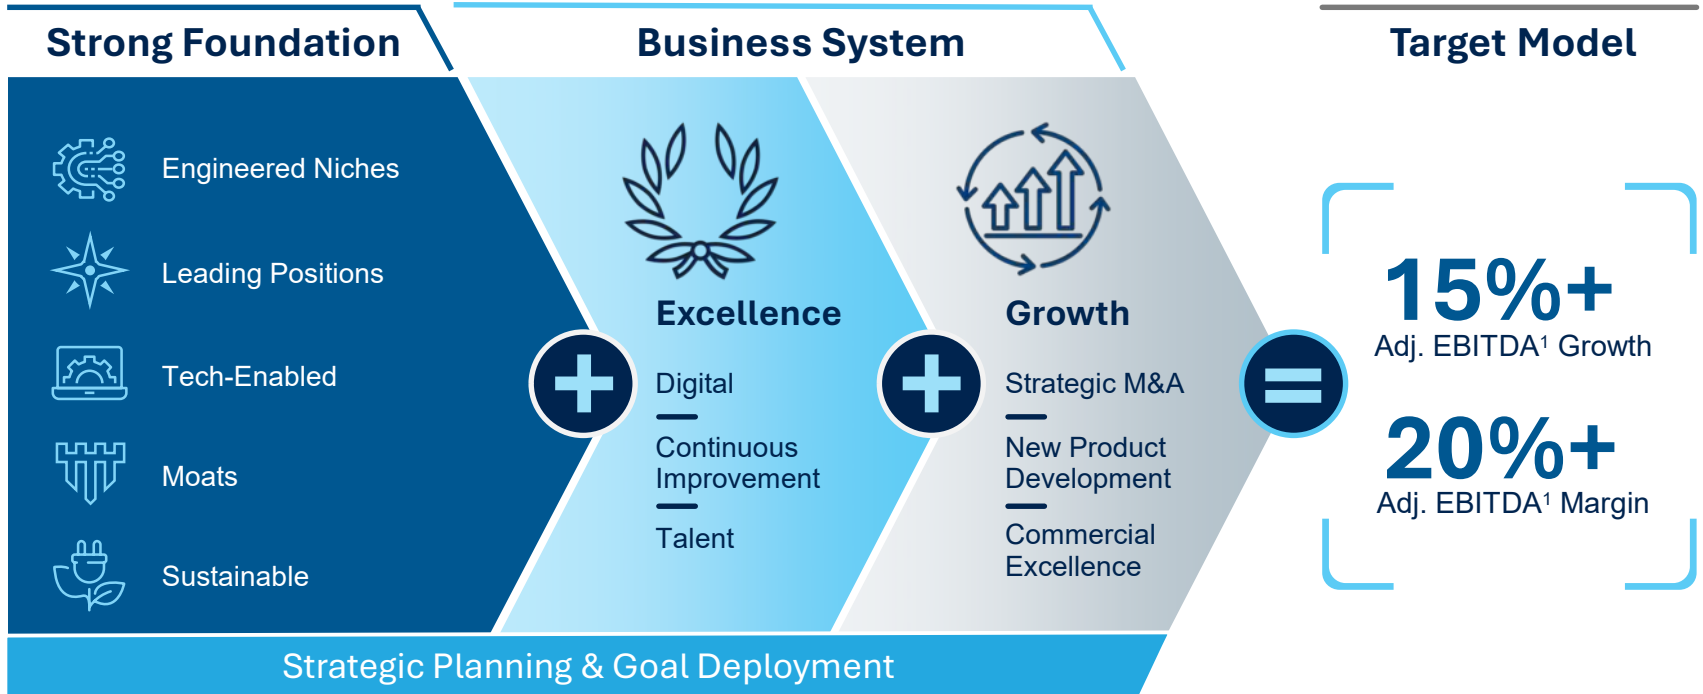 Strong Foundation
Business System
Target Model
Engineered Niches
Leading Positions
Tech-Enabled
Moats
Sustainable
Excellence
Digital
Continuous
Improvement
Talent
Growth
Strategic M&A
New Product
Development
Commercial
Excellence
15%+
Adj. EBITDA¹ Growth
20%+
Adj. EBITDA¹ Margin
Strategic Planning & Goal Deployment